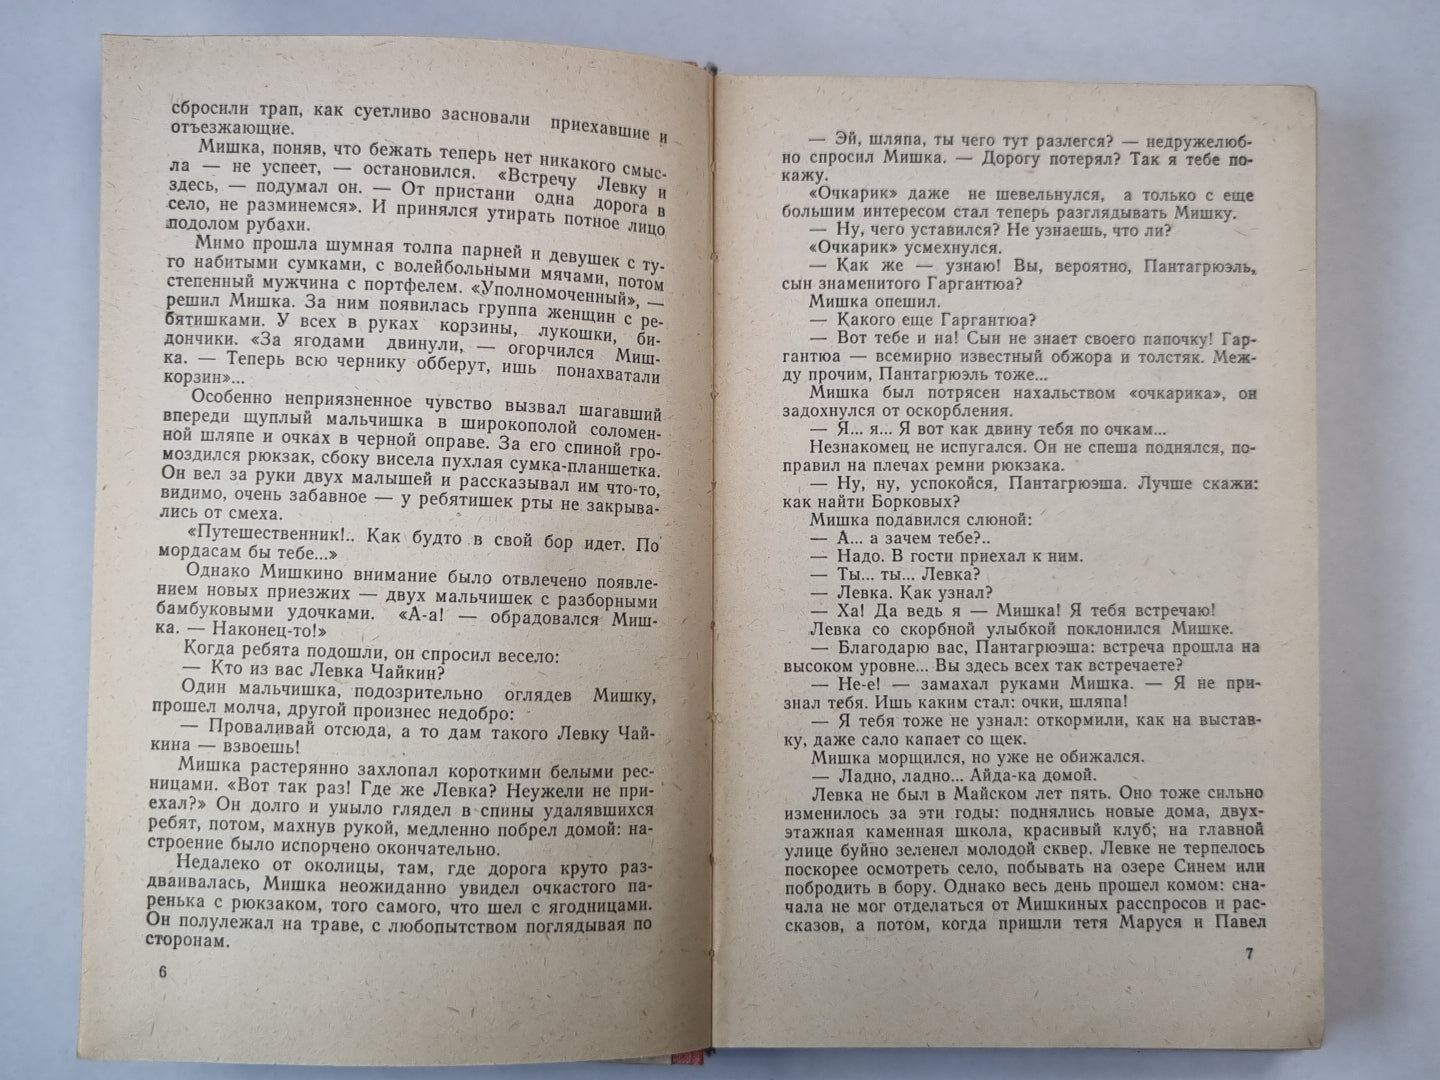 сбросили трап, как суетливо засновали приехавшие и
отъезжающие.
Мишка, поняв, что бежать теперь нет никакого смыс-
ла — не успеет, — остановился. «Встречу Левку и
здесь, — подумал он. — От пристани одна дорога в
село, не разминемся». И принялся утирать потное лицо
подолом рубахи.
Мимо прошла шумная толпа парней и девушек с ту-
го набитыми сумками, с волейбольными мячами, потом
степенный мужчина с портфелем. «Уполномоченный», —
решил Мишка. За ним появилась группа женщин с ре-
бятишками. У всех в руках корзины, лукошки, би-
дончики. «За ягодами двинули, — огорчился Миш-
ка. — Теперь всю чернику обберут, ишь понахватали
корзин»...
Особенно неприязненное чувство вызвал шагавший
впереди щуплый мальчишка в широкополой соломен-
ной шляпе и очках в черной оправе. За его спиной гро-
моздился рюкзак, сбоку висела пухлая сумка-планшетка.
Он вел за руки двух малышей и рассказывал им что-то,
видимо, очень забавное — у ребятишек рты не закрыва-
лись от смеха.
«Путешественник!.. Как будто в свой бор идет. По
мордасам бы тебе...»
Однако Мишкино внимание было отвлечено появле-
нием новых приезжих — двух мальчишек с разборными
бамбуковыми удочками. «А-а! — обрадовался Миш-
ка. — Наконец-то!»
Когда ребята подошли, он спросил весело:
— Кто из вас Левка Чайкин?
Один мальчишка, подозрительно оглядев Мишку,
прошел молча, другой произнес недобро:
— Проваливай отсюда, а то дам такого Левку Чай-
кина — взвоешь!
Мишка растерянно захлопал короткими белыми рес-
ницами. «Вот так раз! Где же Левка? Неужели не при-
ехал?» Он долго и уныло глядел в спины удалявшихся
ребят, потом, махнув рукой, медленно побрел домой: на-
строение было испорчено окончательно.
Недалеко от околицы, там, где дорога круто раз-
дваивалась, Мишка неожиданно увидел очкастого па-
ренька с рюкзаком, того самого, что шел с ягодницами.
Он полулежал на траве, с любопытством поглядывая по
сторонам.
6
— Эй, шляпа, ты чего тут разлегся? — недружелюб-
но спросил Мишка. — Дорогу потерял? Так я тебе по-
кажу.
«Очкарик» даже не шевельнулся, а только с еще
большим интересом стал теперь разглядывать Мишку.
— Ну, чего уставился? Не узнаешь, что ли?
«Очкарик» усмехнулся.
— Как же — узнаю! Вы, вероятно, Пантагрюэль,
сын знаменитого Гаргантюа?
Мишка опешил.
— Какого еще Гаргантюа?
— Вот тебе и на! Сын не знает своего папочку! Гар-
гантюа — всемирно известный обжора и толстяк. Меж-
ду прочим, Пантагрюэль тоже...
Мишка был потрясен нахальством «очкарика», он
задохнулся от оскорбления.
— Я... я... Я вот как двину тебя по очкам...
Незнакомец не испугался. Он не спеша поднялся, по-
правил на плечах ремни рюкзака.
— Ну, ну, успокойся, Пантагрюэша. Лучше скажи:
как найти Борковых?
Мишка подавился слюной:
— А... а зачем тебе?..
— Надо. В гости приехал к ним.
— Ты... ты... Левка?
— Левка. Как узнал?
— Ха! Да ведь я — Мишка! Я тебя встречаю!
Левка со скорбной улыбкой поклонился Мишке.
— Благодарю вас, Пантагрюэша: встреча прошла на
высоком уровне... Вы здесь всех так встречаете?
— Не-е! — замахал руками Мишка. — Я не при-
знал тебя. Ишь каким стал: очки, шляпа!
— Я тебя тоже не узнал: откормили, как на выстав-
ку, даже сало капает со щек.
Мишка морщился, но уже не обижался.
— Ладно, ладно... Айда-ка домой.
Левка не был в Майском лет пять. Оно тоже сильно
изменилось за эти годы: поднялись новые дома, двух-
этажная каменная школа, красивый клуб; на главной
улице буйно зеленел молодой сквер. Левке не терпелось
поскорее осмотреть село, побывать на озере Синем или
побродить в бору. Однако весь день прошел комом: сна-
чала не мог отделаться от Мишкиных расспросов и рас-
сказов, а потом, когда пришли тетя Маруся и Павел
7